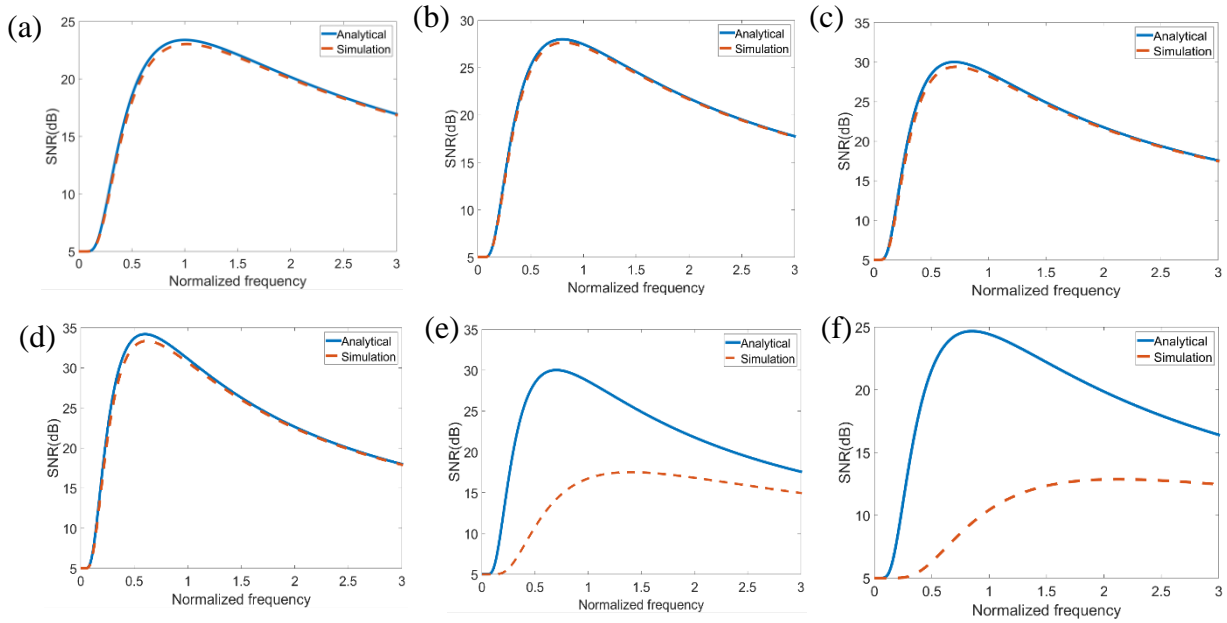 (a)
25
20
15
10
5
0
0.5
1
1.5
2
2.5
3
SNR(dB)
Normalized frequency
Analytical
Simulation
(b)
30
25
20
15
10
5
0
0.5
1
1.5
2
2.5
3
SNR(dB)
Normalized frequency
Analytical
Simulation
(c)
35
30
25
20
15
10
5
0
0.5
1
1.5
2
2.5
3
SNR(dB)
Normalized frequency
Analytical
Simulation
(d)
35
30
25
20
15
10
5
0
0.5
1
1.5
2
2.5
3
SNR(dB)
Normalized frequency
Analytical
Simulation
(e)
35
30
25
20
15
10
5
0
0.5
1
1.5
2
2.5
3
SNR(dB)
Normalized frequency
Analytical
Simulation
(f)
25
20
15
10
5
0
0.5
1
1.5
2
2.5
3
SNR(dB)
Normalized frequency
Analytical
Simulation